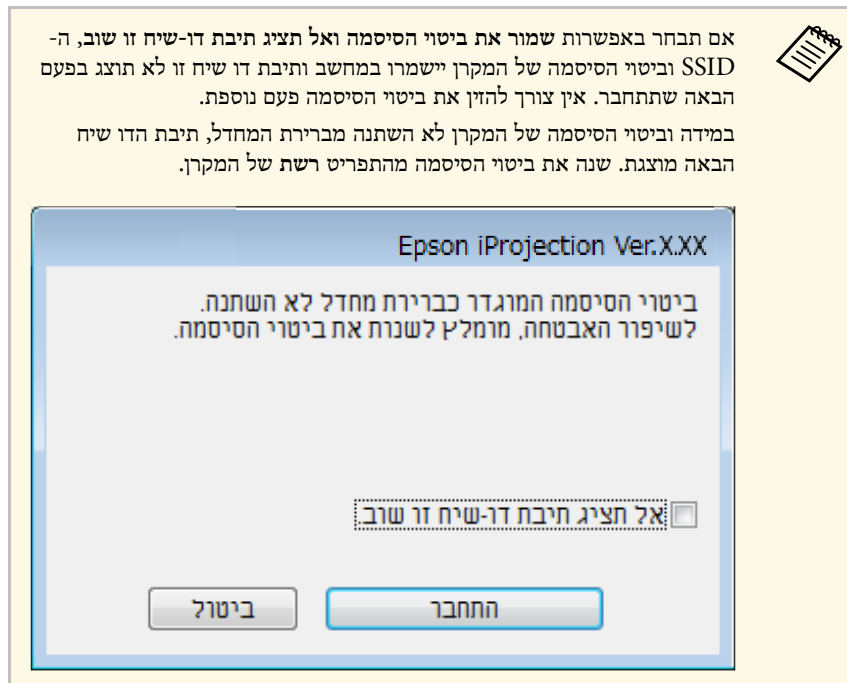 אם תבחר באפשרות שמור את ביטוי הסיסמה ואל תציג תיבת דו-שיח זו שוב, ה-
SSID וביטוי הסיסמה של המקרן יישמרו במחשב ותיבת דו שיח זו לא תוצג בפעם
הבאה שתתחבר. אין צורך להזין את ביטוי הסיסמה פעם נוספת.
במידה וביטוי הסיסמה של המקרן לא השתנה מברירת המחדל, תיבת הדו שיח
הבאה מוצגת. שנה את ביטוי הסיסמה מהתפריט רשת של המקרן.
Epson iProjection Ver.X.XX
ביטוי הסיסמה המוגדר כברירת מחדל לא השתנה.
לשיפור האבטחה, מומלץ לשנות את ביטוי הסיסמה.
אל תציג תיבת דו-שיח זו שוב.
התחבר
ביטול